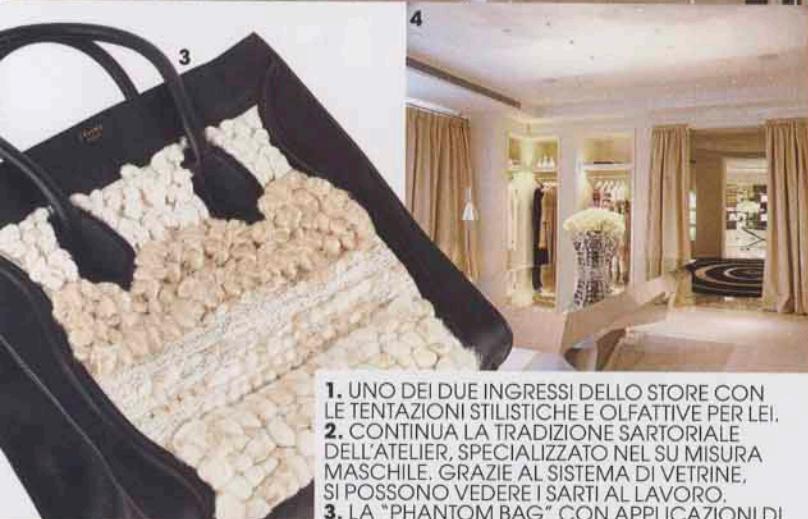 3
4
1. UNO DEI DUE INGRESSI DELLO STORE CON
LE TENTAZIONI STILISTICHE E OLFATTIVE PER LEI.
2. CONTINUA LA TRADIZIONE SARTORIALE
DELL'ATELIER, SPECIALIZZATO NEL SU MISURA
MASCHILE. GRAZIE AL SISTEMA DI VETRINE,
SI POSSONO VEDERE I SARTI AL LAVORO.
3. LA "PHANTOM BAG" CON APPLICAZIONI DI